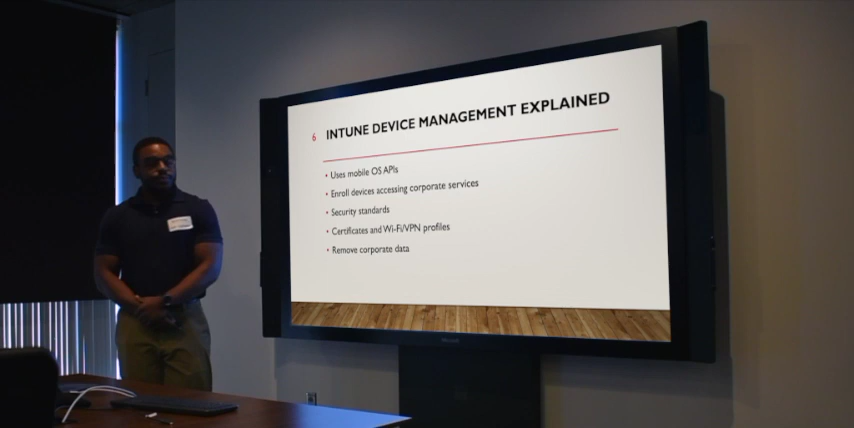 6 INTUNE DEVICE MANAGEMENT EXPLAINED
• Uses mobile OS APIs
• Enroll devices accessing corporate services
• Security standards
• Certificates and Wi-Fi/VPN profiles
• Remove corporate data